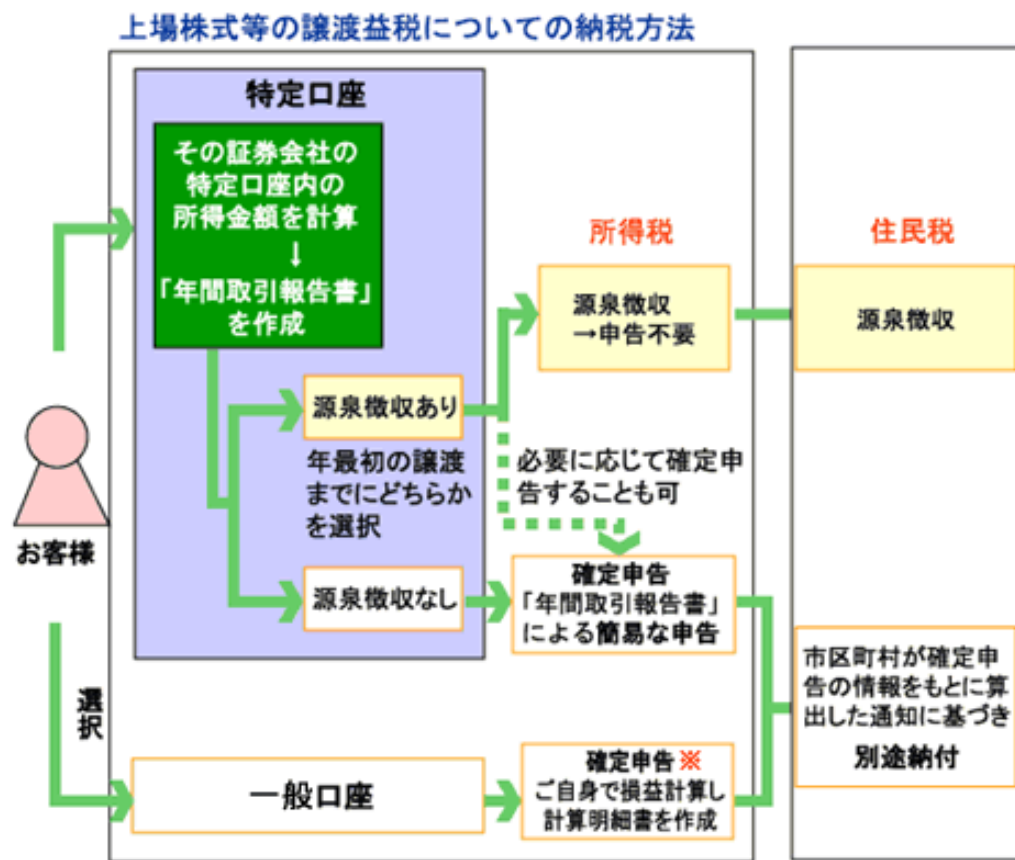 上場株式等の譲渡益税についての納税方法
特定口座
その証券会社の
特定口座内の
所得金額を計算
↓
「年間取引報告書」
を作成
所得税
住民税
源泉徴収
→申告不要
源泉徴収
源泉徴収あり
年最初の譲渡
までにどちらか
を選択
必要に応じて確定申
告することも可
お客様
源泉徴収なし
確定申告
「年間取引報告書」
による簡易な申告
市区町村が確定申
告の情報をもとに算
出した通知に基づき
別途納付
選択
一般口座
確定申告※
ご自身で損益計算し
計算明細書を作成